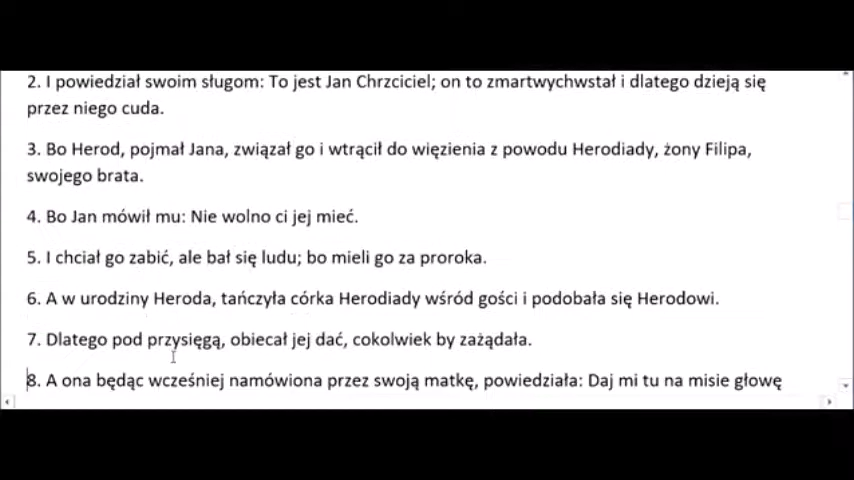 2. I powiedział swoim sługom: To jest Jan Chrzciciel; on to zmartwychwstał i dlatego dzieją się
przez niego cuda.
3. Bo Herod, pojmał Jana, związał go i wtrącił do więzienia z powodu Herodiady, żony Filipa,
swojego brata.
4. Bo Jan mówił mu: Nie wolno ci jej mieć.
5. I chciał go zabić, ale bał się ludu; bo mieli go za proroka.
6. A w urodziny Heroda, tańczyła córka Herodiady wśród gości i podobała się Herodowi.
7. Dlatego pod przysięgą, obiecał jej dać, cokolwiek by zażądała.
8. A ona będąc wcześniej namówiona przez swoją matkę, powiedziała: Daj mi tu na misie głowę